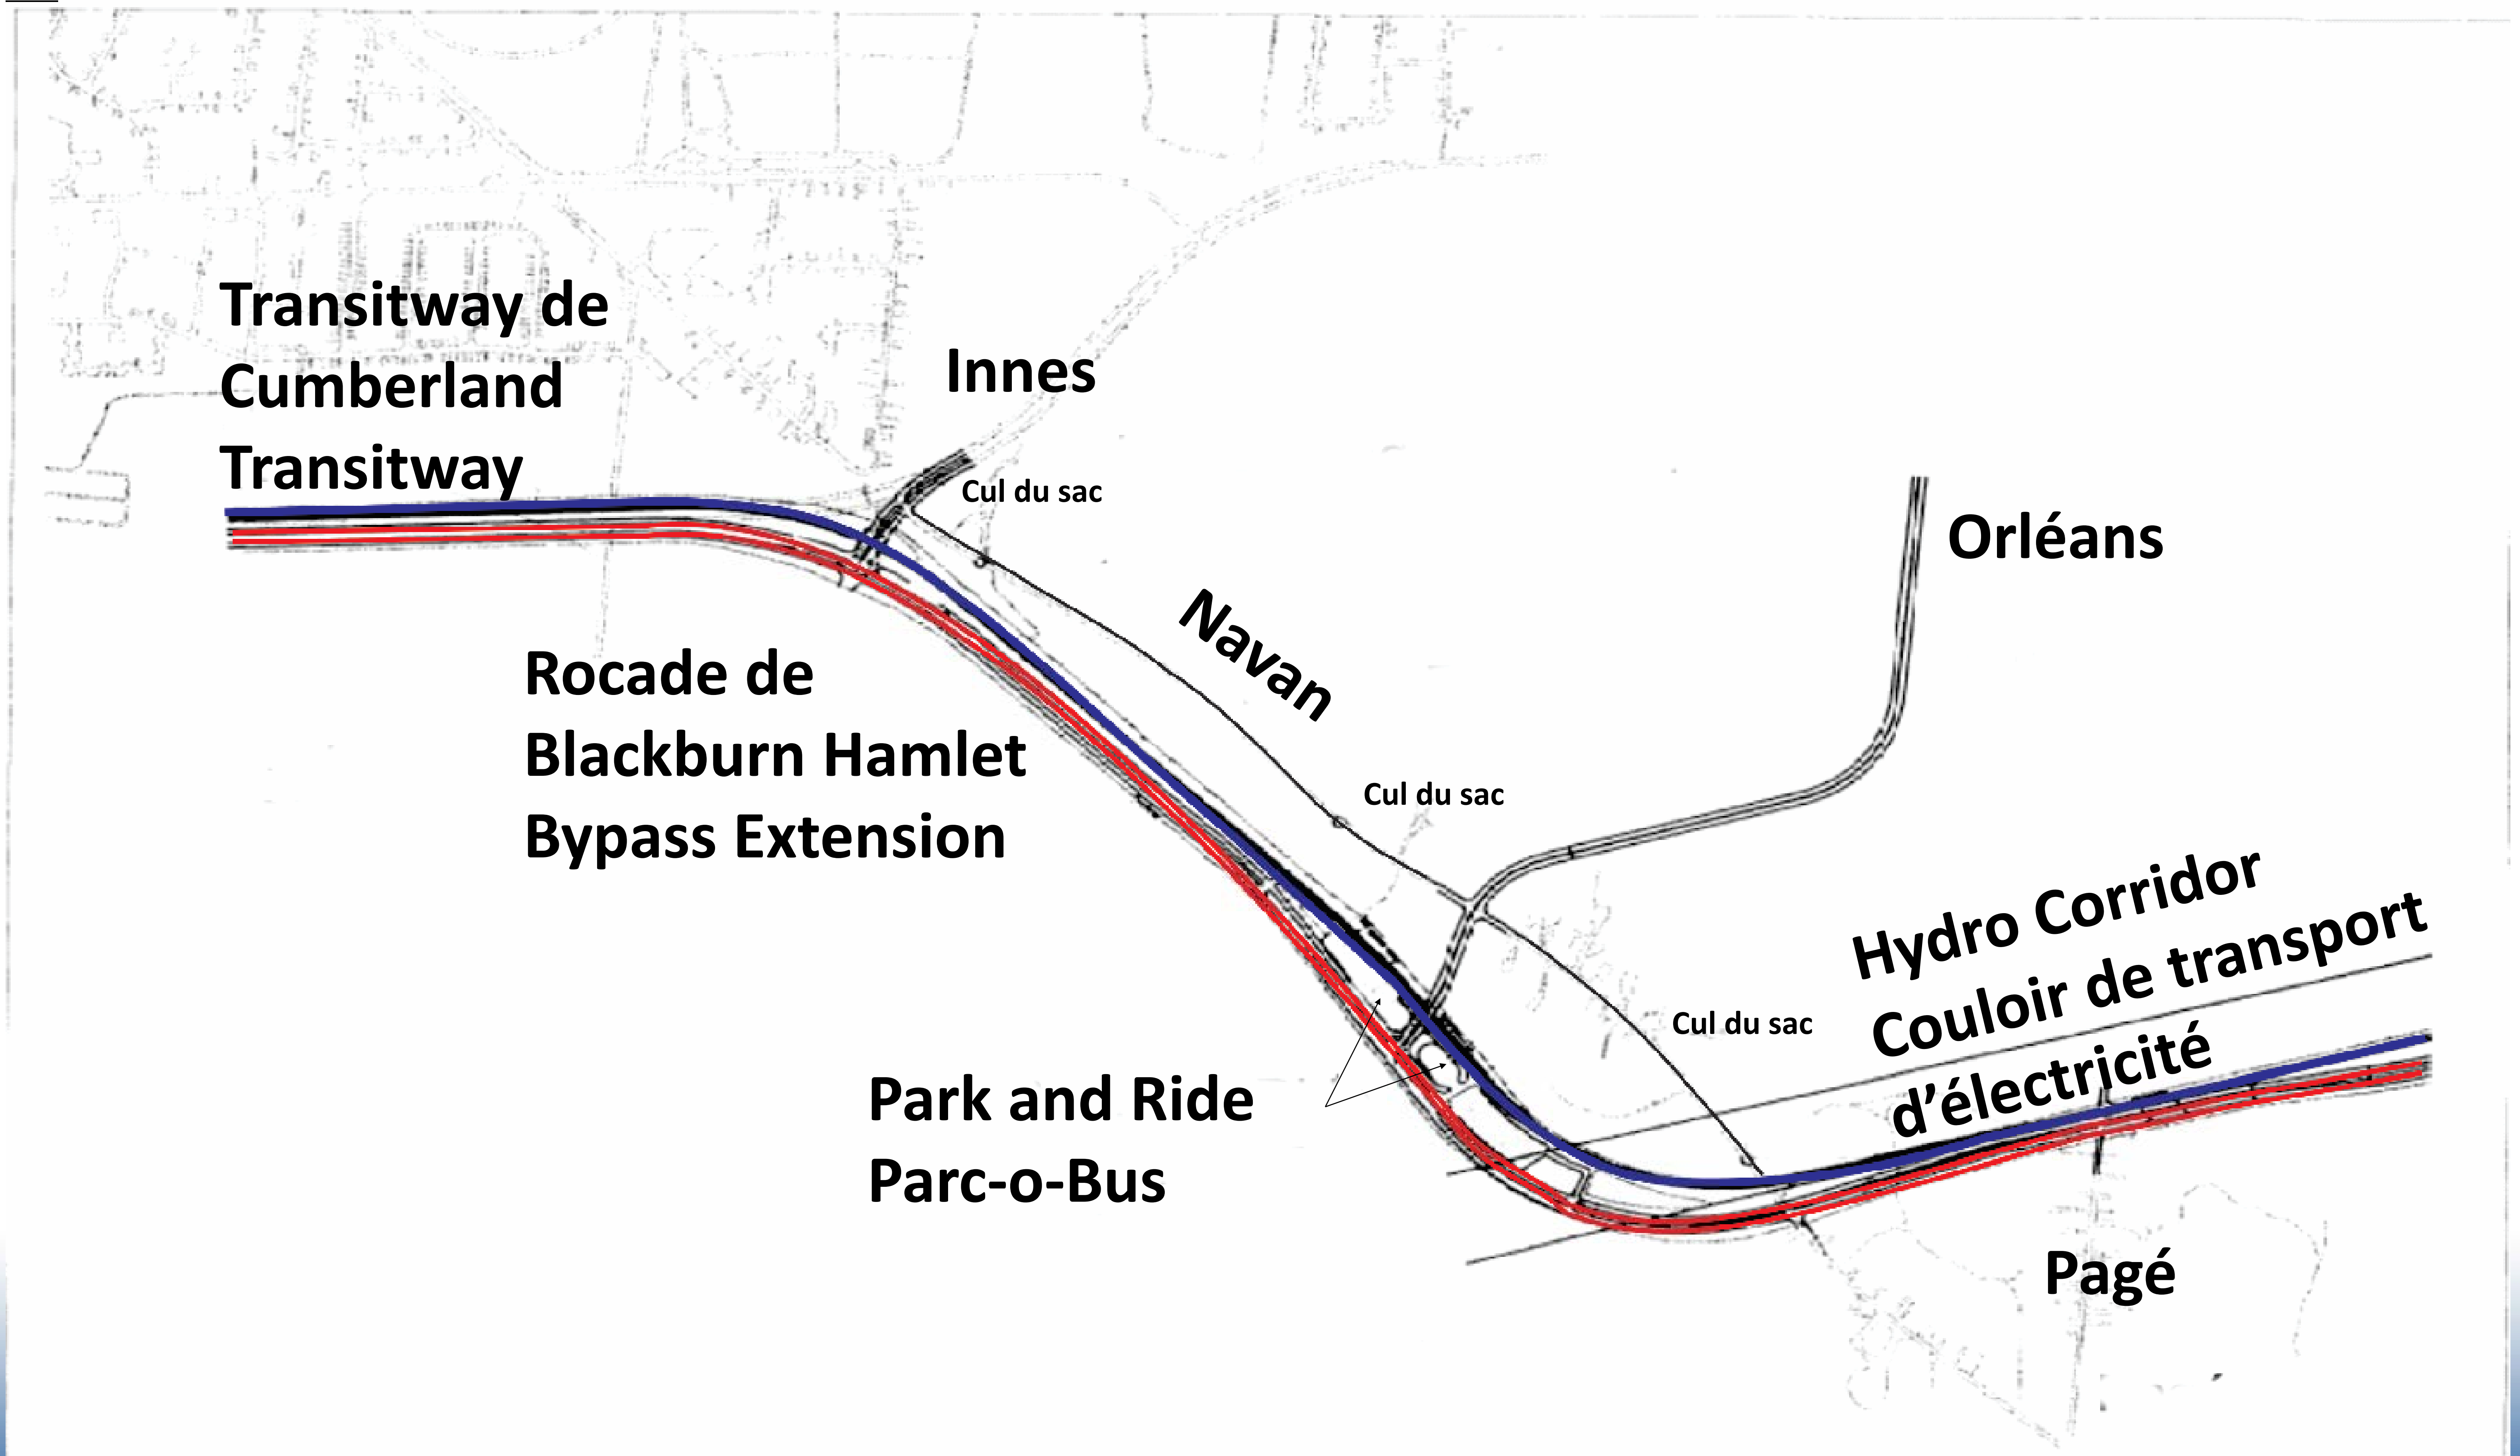 Transitway de
Cumberland
Transitway
Innes
Cul du sac
Orléans
Navan
Rocade de
Blackburn Hamlet
Bypass Extension
Cul du sac
Hydro Corridor
Couloir de transport
d’électricité
Cul du sac
Park and Ride
Parc-o-Bus
Pagé